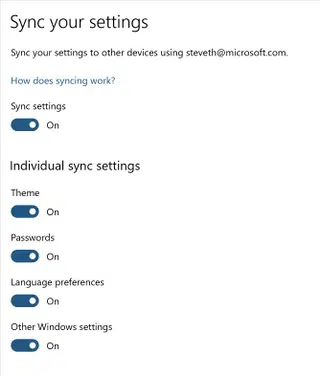 Sync your settings
Sync your settings to other devices using steveth@microsoft.com.
How does syncing work?
Sync settings
On
Individual sync settings
Theme
On
Passwords
On
Language preferences
On
Other Windows settings
On